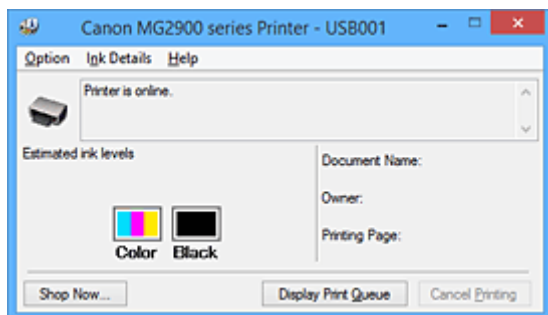 Canon MG2900 series Printer - USB001
Option Ink Details Help
Printer is online.
Estimated ink levels
Document Name:
Owner:
Printing Page:
Color Black
Shop Now... Display Print Queue Cancel Printing